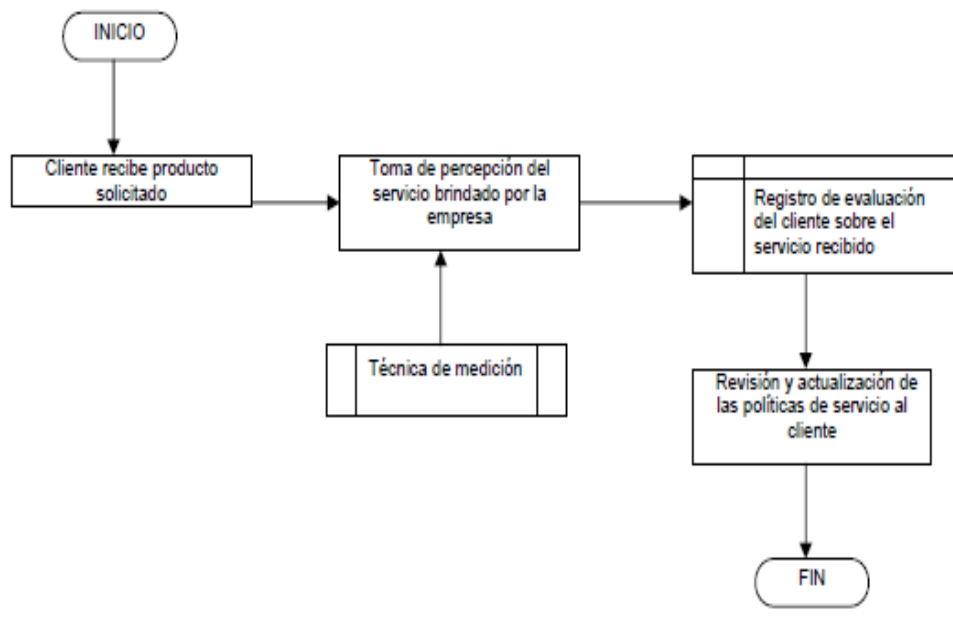 INICIO
Cliente recibe producto
solicitado
Toma de percepción del
servicio brindado por la
empresa
Registro de evaluación
del cliente sobre el
servicio recibido
Técnica de medición
Revisión y actualización de
las políticas de servicio al
cliente
FIN